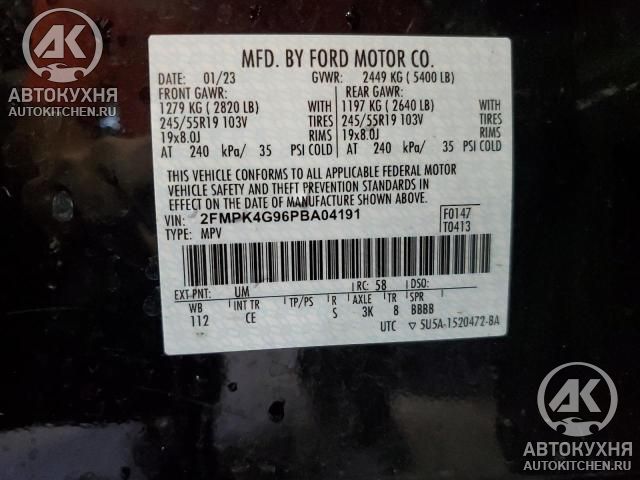 АК
АВТОКУХНЯ
AUTOKITCHEN.RU
MFD. BY FORD MOTOR CO.
DATE: 01/23 GVWR: 2449 KG ( 5400 LB)
FRONT GAWR: REAR GAWR:
1279 KG ( 2820 LB) WITH 1197 KG ( 2640 LB) WITH
245/55R19 103V TIRES 245/55R19 103V TIRES
19x8.0J RIMS 19x8.0J RIMS
AT 240 kPa/ 35 PSI COLD AT 240 kPa/ 35 PSI COLD
THIS VEHICLE CONFORMS TO ALL APPLICABLE FEDERAL MOTOR
VEHICLE SAFETY AND THEFT PREVENTION STANDARDS IN
EFFECT ON THE DATE OF MANUFACTURE SHOWN ABOVE.
VIN: 2FMPK4G96PBA04191 F0147
TYPE: MPV T0413
EXT PNT: UM RC: 58 DSO:
WB INT TR TP/PS R AXLE TR SPR
112 CE S 3K 8 BBBB
UTC ▽ 5U5A-1520472-BA
АК
АВТОКУХНЯ
AUTOKITCHEN.RU